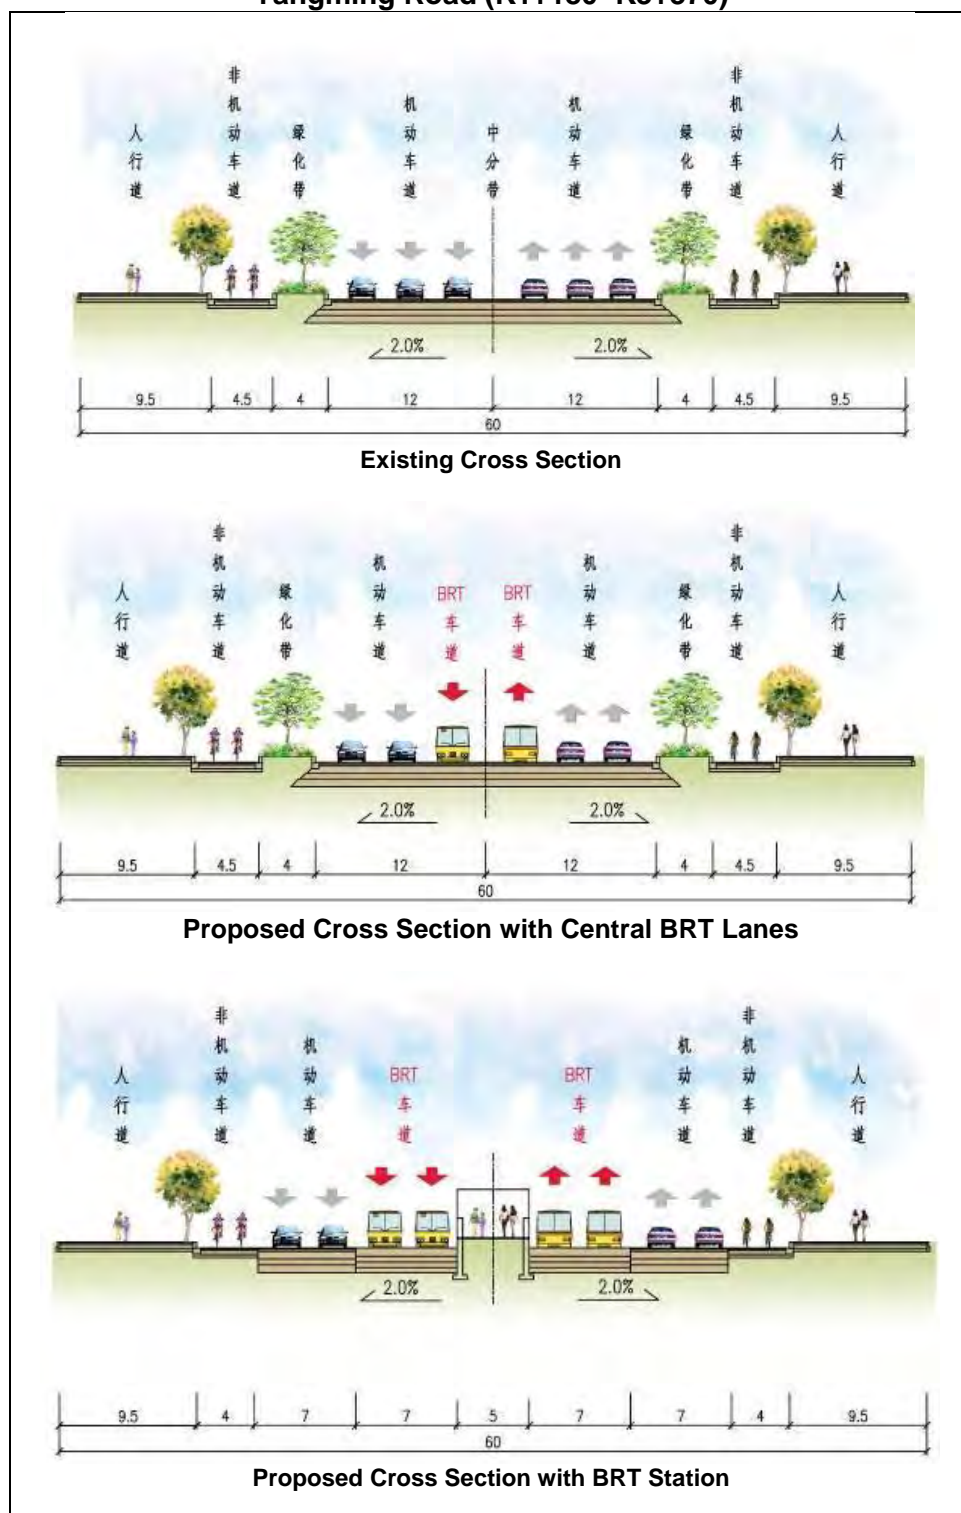 Road
人行道
非机动车道
绿化带
机动车道
中分带
机动车道
绿化带
非机动车道
人行道
2.0% 2.0%
9.5 4.5 4 12 12 4 4.5 9.5
60
Existing Cross Section
人行道
非机动车道
绿化带
机动车道
BRT车道
BRT车道
机动车道
绿化带
非机动车道
人行道
2.0% 2.0%
9.5 4.5 4 12 12 4 4.5 9.5
60
Proposed Cross Section with Central BRT Lanes
人行道
非机动车道
机动车道
BRT车道
BRT车道
机动车道
非机动车道
人行道
2.0% 2.0%
9.5 4 7 7 5 7 7 4 9.5
60
Proposed Cross Section with BRT Station